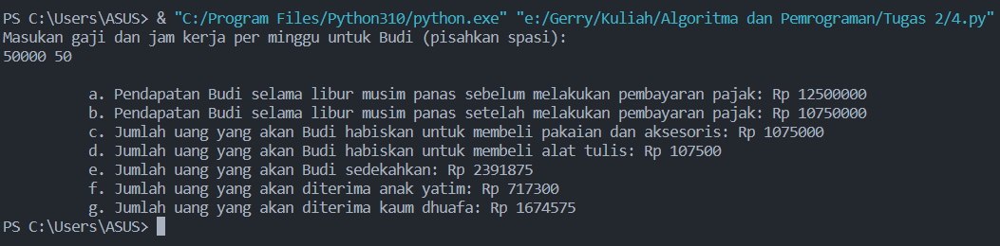 PS C:\Users\ASUS> & "C:/Program Files/Python310/python.exe" "e:/Gerry/Kuliah/Algoritma dan Pemrograman/Tugas 2/4.py"
Masukan gaji dan jam kerja per minggu untuk Budi (pisahkan spasi):
50000 50
a. Pendapatan Budi selama libur musim panas sebelum melakukan pembayaran pajak: Rp 12500000
b. Pendapatan Budi selama libur musim panas setelah melakukan pembayaran pajak: Rp 10750000
c. Jumlah uang yang akan Budi habiskan untuk membeli pakaian dan aksesoris: Rp 1075000
d. Jumlah uang yang akan Budi habiskan untuk membeli alat tulis: Rp 107500
e. Jumlah uang yang akan Budi sedekahkan: Rp 2391875
f. Jumlah uang yang akan diterima anak yatim: Rp 717300
g. Jumlah uang yang akan diterima kaum dhuafa: Rp 1674575
PS C:\Users\ASUS>